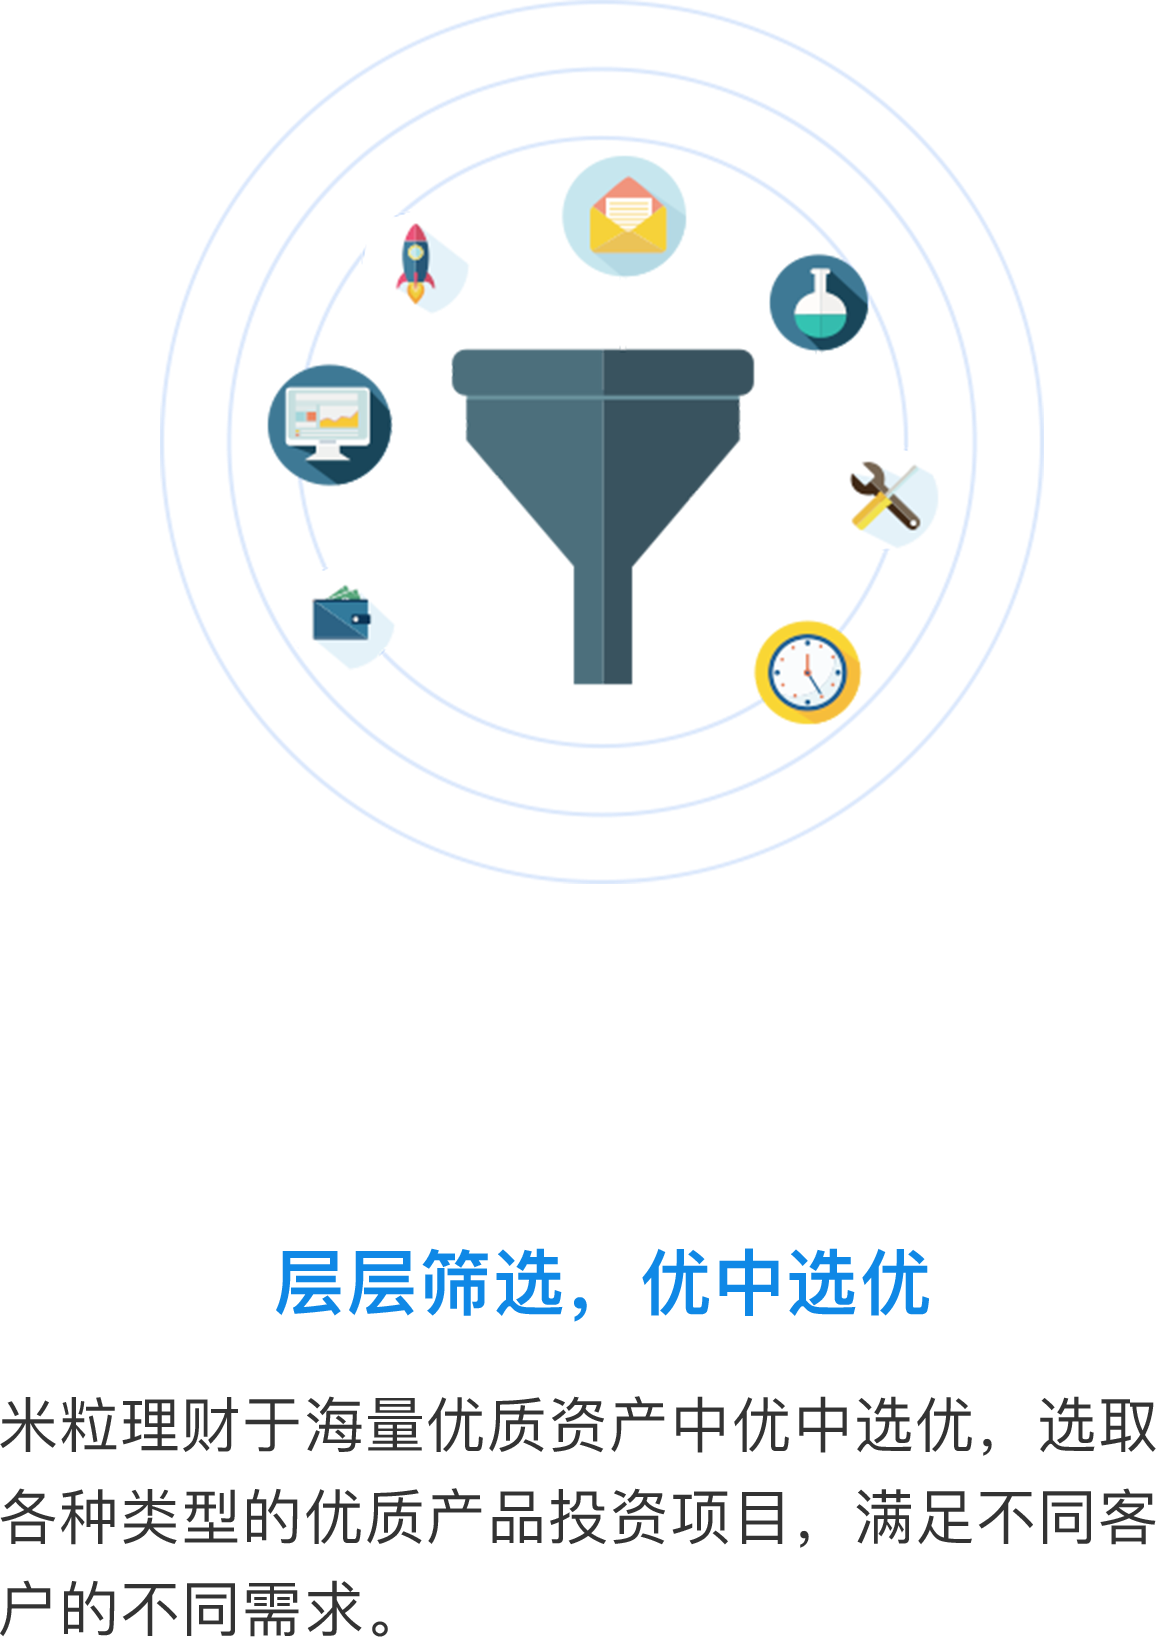 层层筛选，优中选优
米粒理财于海量优质资产中优中选优，选取
各种类型的优质产品投资项目，满足不同客
户的不同需求。